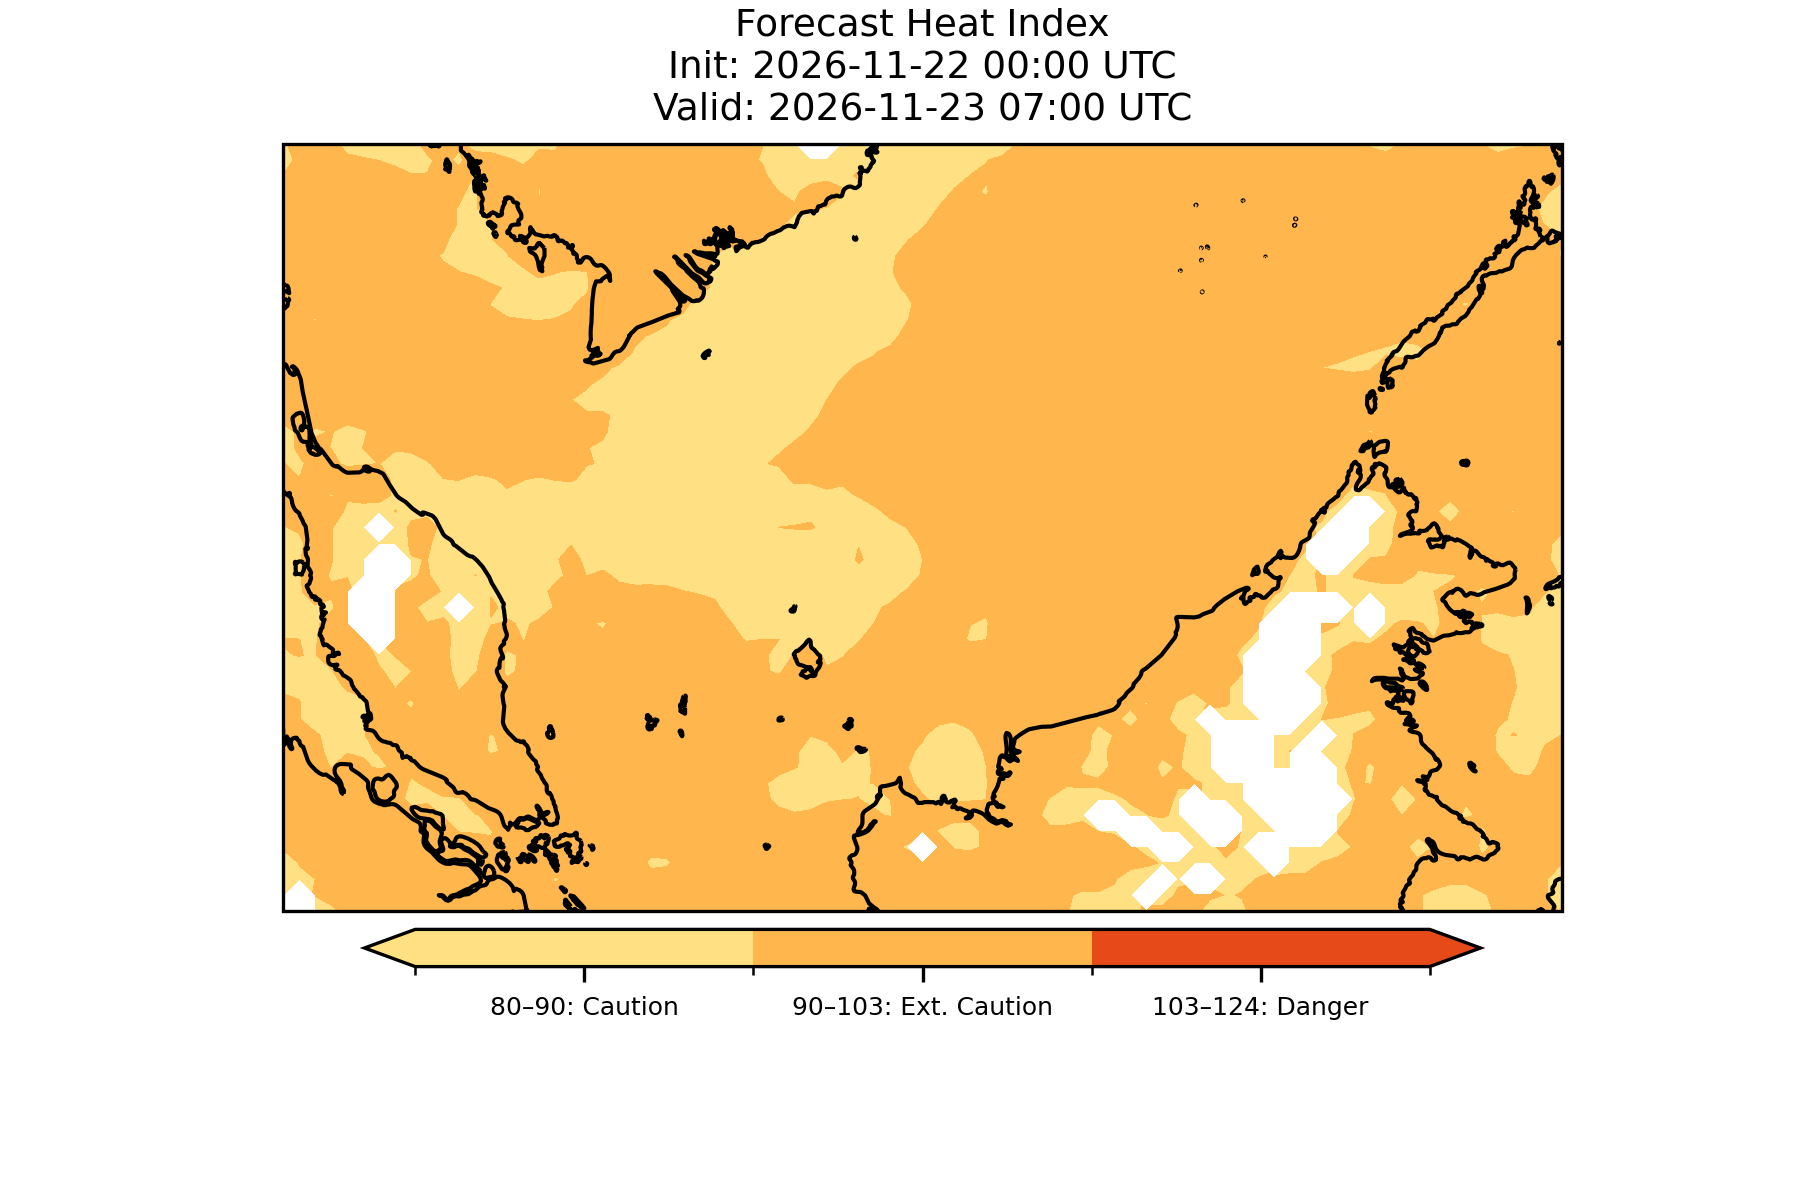 Forecast Heat Index
Init: 2026-11-22 00:00 UTC
Valid: 2026-11-23 07:00 UTC
80–90: Caution
90–103: Ext. Caution
103–124: Danger